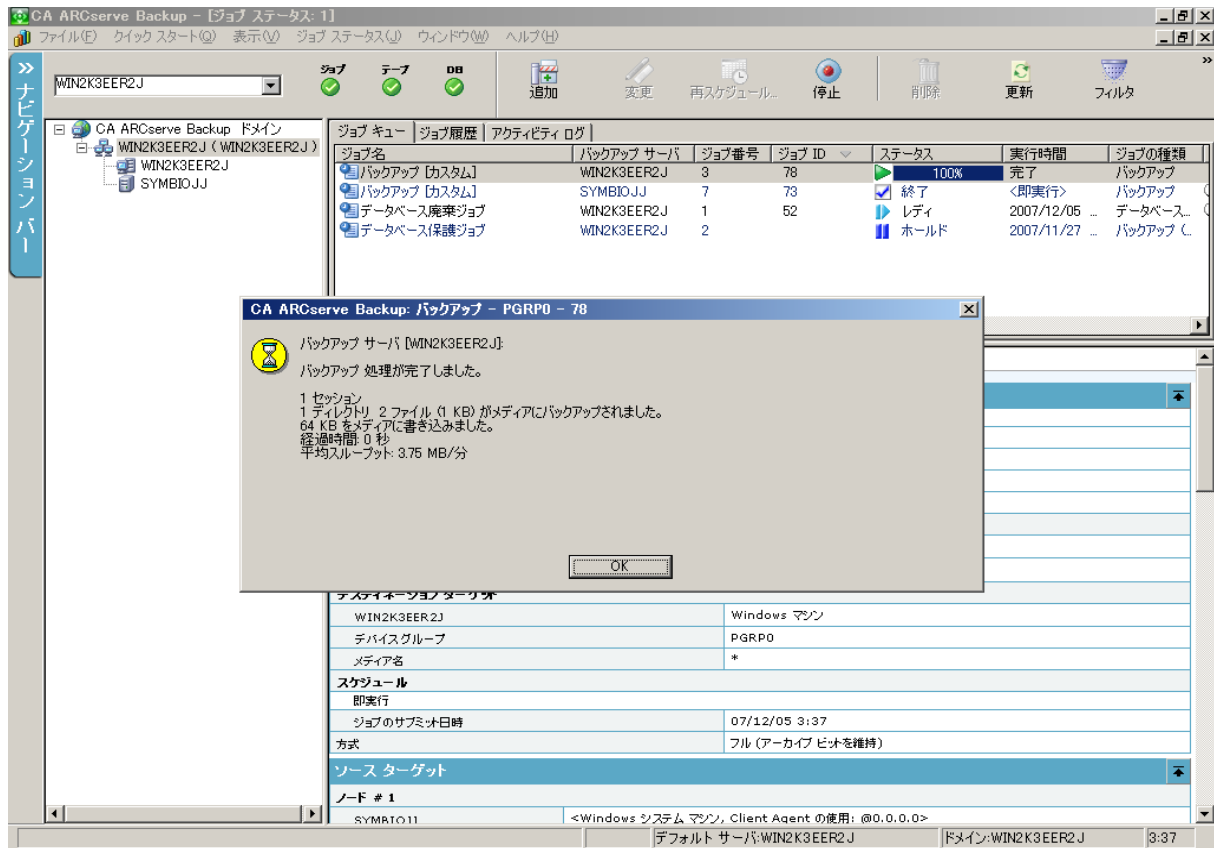 CA ARCserve Backup - [ジョブ ステータス: 1]
ファイル(F) クイック スタート(Q) 表示(V) ジョブ ステータス(J) ウィンドウ(W) ヘルプ(H)
WIN2K3EER2J ジョブ テープ DB 追加 変更 再スケジュール... 停止 削除 更新 フィルタ
ナビゲーション バー
CA ARCserve Backup ドメイン
WIN2K3EER2J (WIN2K3EER2J)
WIN2K3EER2J
SYMBIOJJ
ジョブ キュー ジョブ履歴 アクティビティ ログ
ジョブ名 バックアップ サーバ ジョブ番号 ジョブ ID ステータス 実行時間 ジョブの種類
バックアップ [カスタム] WIN2K3EER2J 3 78 100% 完了 バックアップ
バックアップ [カスタム] SYMBIOJJ 7 73 終了 <即実行> バックアップ
データベース廃棄ジョブ WIN2K3EER2J 1 52 レディ 2007/12/05 ... データベース...
データベース保護ジョブ WIN2K3EER2J 2 ホールド 2007/11/27 ... バックアップ (...
CA ARCserve Backup: バックアップ - PGRP0 - 78
バックアップ サーバ [WIN2K3EER2J]:
バックアップ 処理が完了しました。
1 セッション
1 ディレクトリ 2 ファイル (1 KB) がメディアにバックアップされました。
64 KB をメディアに書き込みました。
経過時間: 0 秒
平均スループット: 3.75 MB/分
OK
WIN2K3EER2J Windows マシン
デバイスグループ PGRP0
メディア名 *
スケジュール
即実行
ジョブのサブミット日時 07/12/05 3:37
方式 フル (アーカイブ ビットを維持)
ソース ターゲット
ノード # 1
SYMBIOJJ <Windows システム マシン, Client Agent の使用: @0.0.0.0>
デフォルト サーバ:WIN2K3EER2J ドメイン:WIN2K3EER2J 3:37